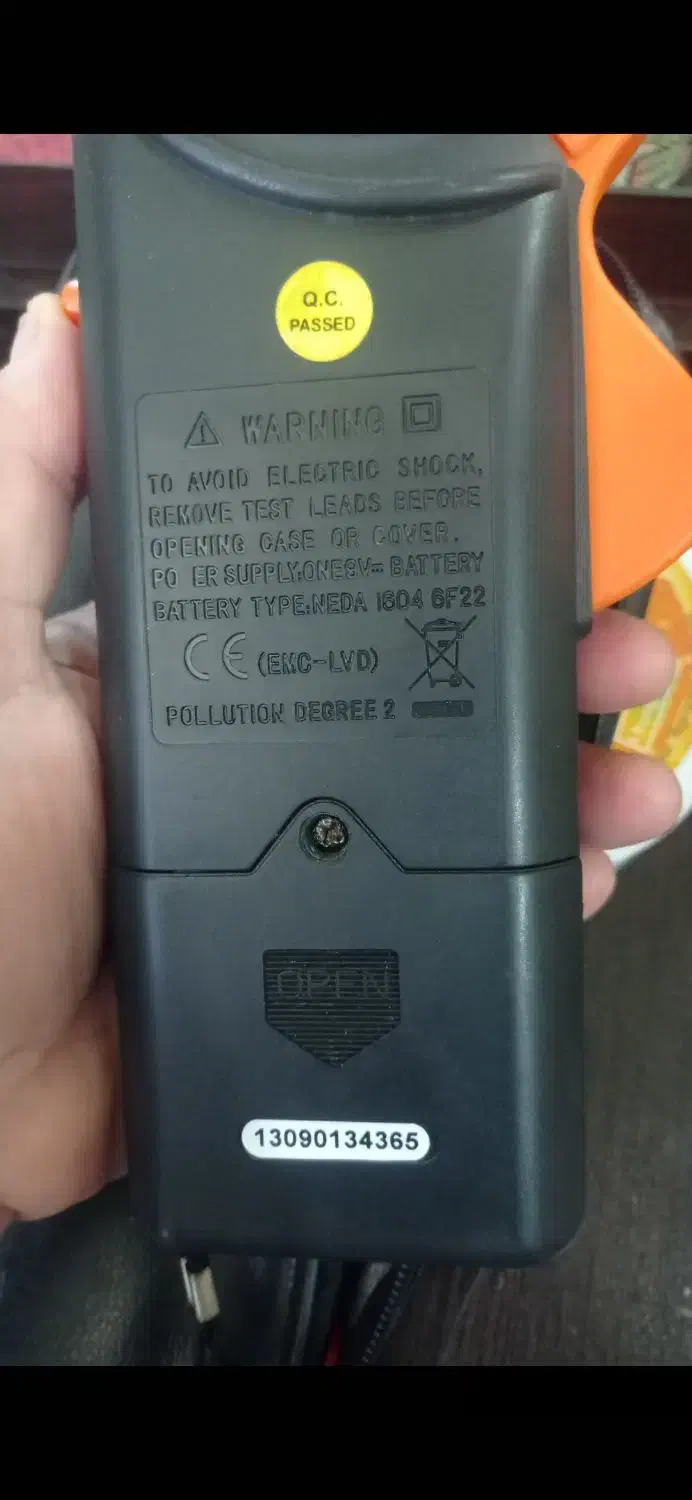 Q.C.
PASSED
WARNING
TO AVOID ELECTRIC SHOCK,
REMOVE TEST LEADS BEFORE
OPENING CASE OR COVER.
PO ER SUPPLY:ONE9V⎓ BATTERY
BATTERY TYPE:NEDA 1604 6F22
CE (EMC-LVD)
POLLUTION DEGREE 2
OPEN
13090134365